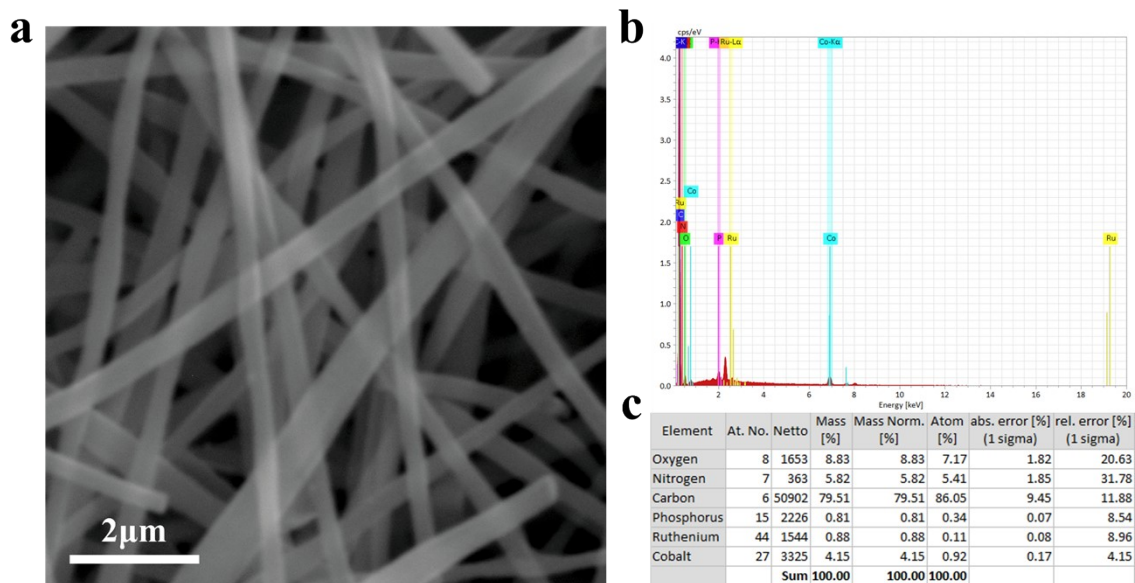 a
2μm
b
cps/eV
P-
Ru-Lα
Co-Kα
4.0
3.5
3.0
2.5
2.0
1.5
1.0
0.5
0.0
Co
Ru
C
N
O
P
Ru
Co
Ru
2 4 6 8 10 12 14 16 18 20
Energy [keV]
c
Element At. No. Netto Mass [%] Mass Norm. [%] Atom [%] abs. error [%] (1 sigma) rel. error [%] (1 sigma)
Oxygen 8 1653 8.83 8.83 7.17 1.82 20.63
Nitrogen 7 363 5.82 5.82 5.41 1.85 31.78
Carbon 6 50902 79.51 79.51 86.05 9.45 11.88
Phosphorus 15 2226 0.81 0.81 0.34 0.07 8.54
Ruthenium 44 1544 0.88 0.88 0.11 0.08 8.96
Cobalt 27 3325 4.15 4.15 0.92 0.17 4.15
Sum 100.00 100.00 100.00